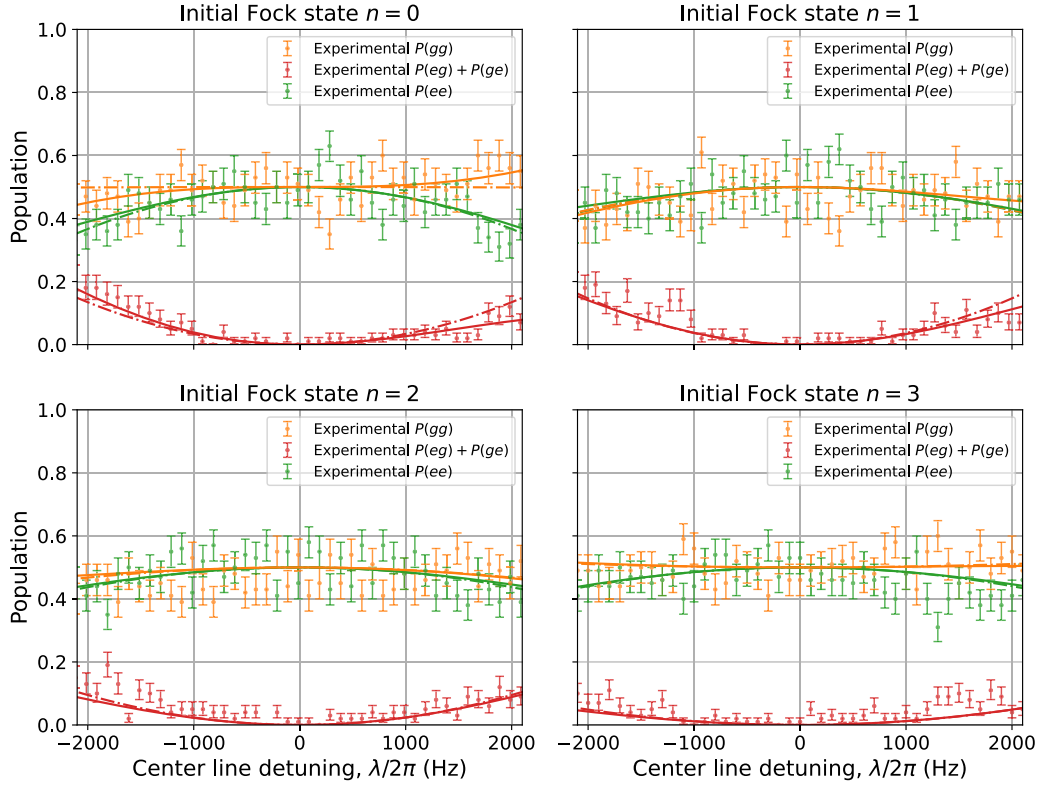 Initial Fock state n = 0
Population
1.0
0.8
0.6
0.4
0.2
0.0
Experimental P(gg)
Experimental P(eg) + P(ge)
Experimental P(ee)
Initial Fock state n = 1
Experimental P(gg)
Experimental P(eg) + P(ge)
Experimental P(ee)
Initial Fock state n = 2
Population
1.0
0.8
0.6
0.4
0.2
0.0
Experimental P(gg)
Experimental P(eg) + P(ge)
Experimental P(ee)
−2000 −1000 0 1000 2000
Center line detuning, λ/2π (Hz)
Initial Fock state n = 3
Experimental P(gg)
Experimental P(eg) + P(ge)
Experimental P(ee)
−2000 −1000 0 1000 2000
Center line detuning, λ/2π (Hz)